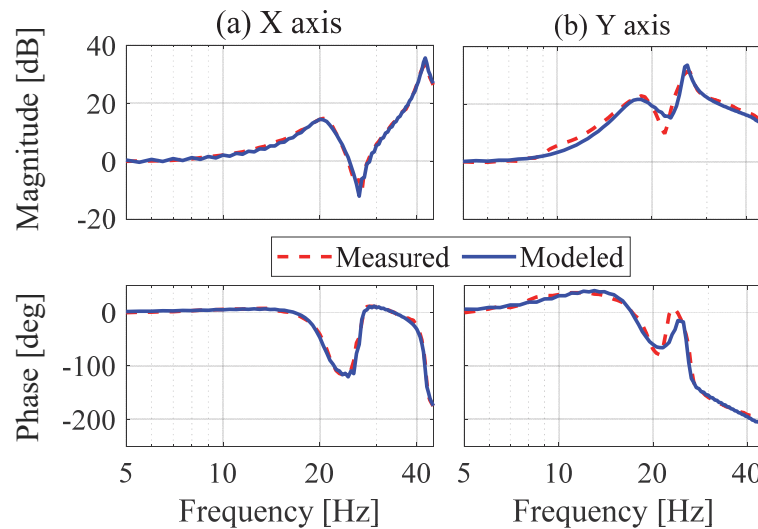 (a) X axis
(b) Y axis
Magnitude [dB]
40
20
0
-20
Measured
Modeled
Phase [deg]
0
-100
-200
5
10
20
40
5
10
20
40
Frequency [Hz]
Frequency [Hz]